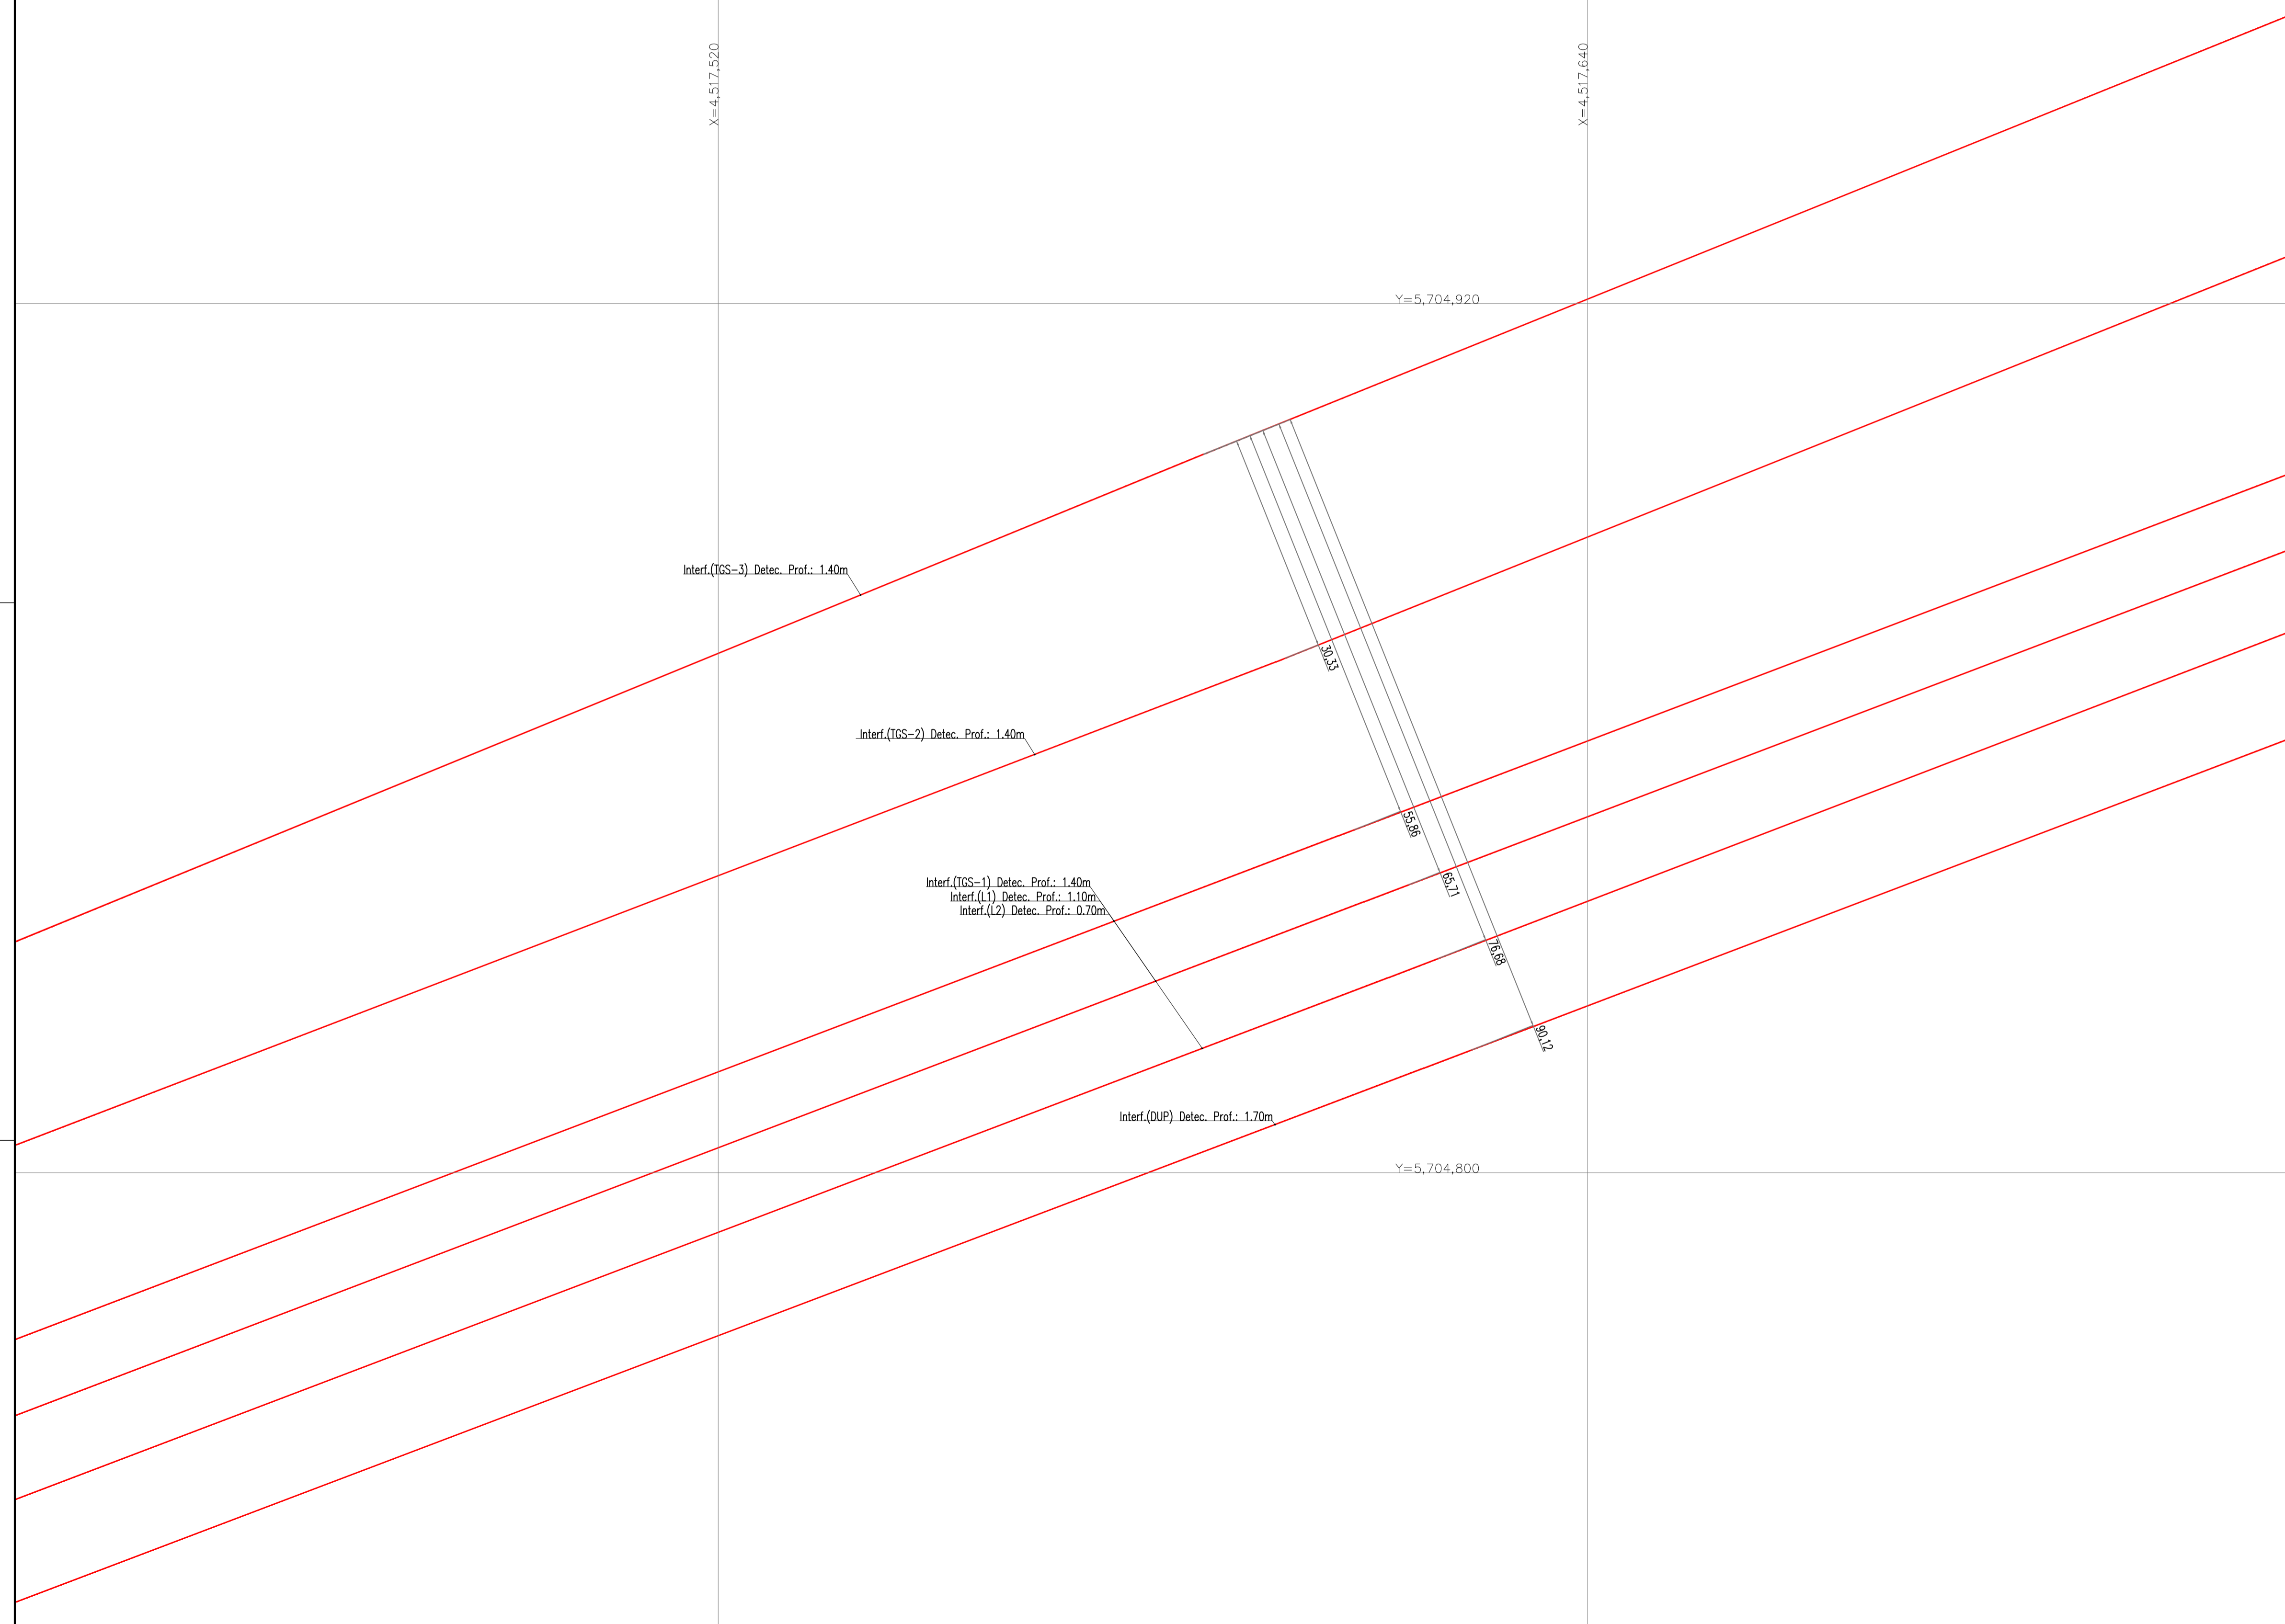 X=4,517,520
X=4,517,640
Y=5,704,920
Interf.(TGS-3) Detec. Prof.: 1.40m
30,33
Interf.(TGS-2) Detec. Prof.: 1.40m
55,86
Interf.(TGS-1) Detec. Prof.: 1.40m
Interf.(L1) Detec. Prof.: 1.10m
Interf.(L2) Detec. Prof.: 0.70m
65,71
76,68
90,12
Interf.(DUP) Detec. Prof.: 1.70m
Y=5,704,800